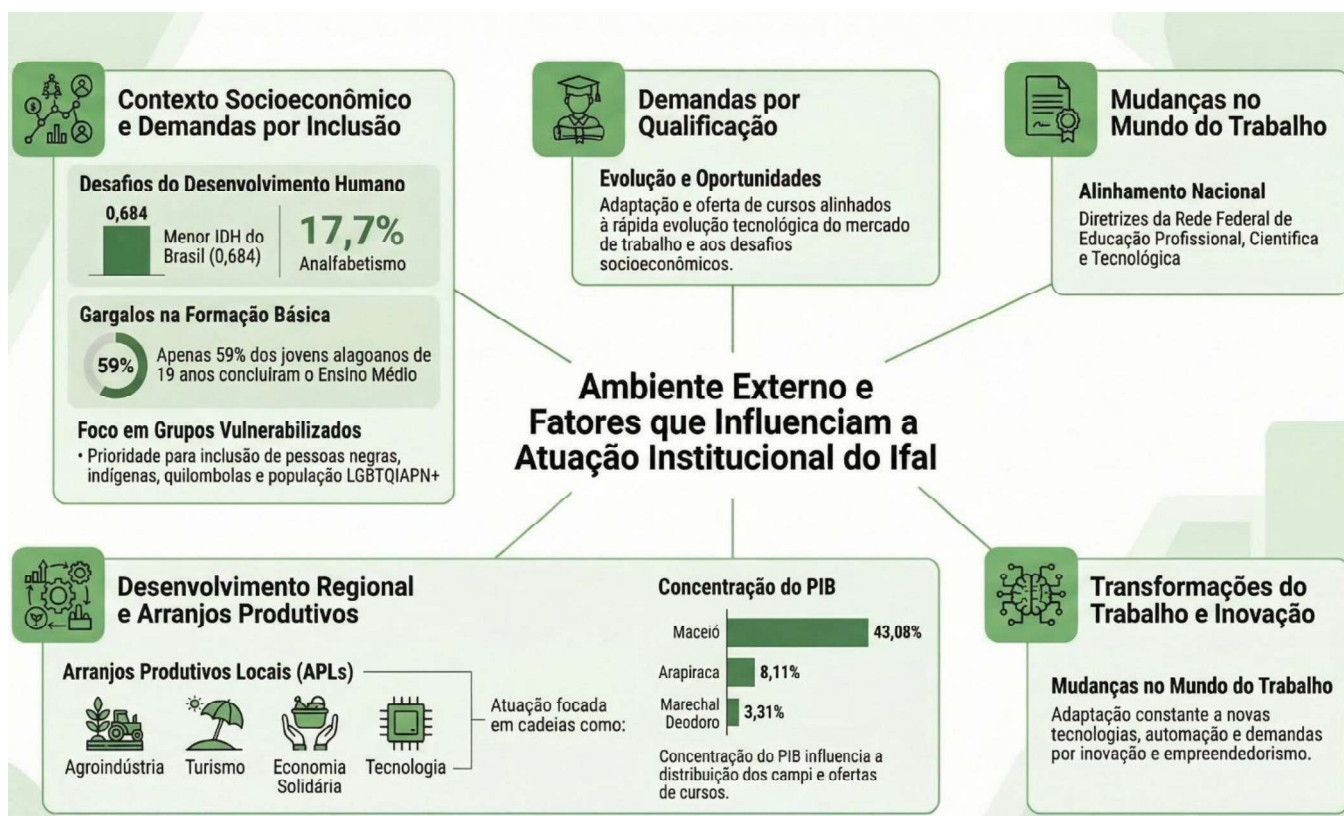 Contexto Socioeconômico
e Demandas por Inclusão
Desafios do Desenvolvimento Humano
0,684
Menor IDH do
Brasil (0,684)
17,7%
Analfabetismo
Gargalos na Formação Básica
59%
Apenas 59% dos jovens alagoanos de
19 anos concluiram o Ensino Médio
Foco em Grupos Vulnerabilizados
• Prioridade para inclusão de pessoas negras,
indígenas, quilombolas e população LGBTQIAPN+
Demandas por
Qualificação
Evolução e Oportunidades
Adaptação e oferta de cursos alinhados
à rápida evolução tecnológica do mercado
de trabalho e aos desafios
socioeconômicos.
Mudanças no
Mundo do Trabalho
Alinhamento Nacional
Diretrizes da Rede Federal de
Educação Profissional, Cientifica
e Tecnológica
Ambiente Externo e
Fatores que Influenciam a
Atuação Institucional do Ifal
Desenvolvimento Regional
e Arranjos Produtivos
Arranjos Produtivos Locais (APLs)
Agroindústria
Turismo
Economia
Solidária
Tecnologia
Atuação focada
em cadeias como:
Concentração do PIB
Maceió
43,08%
Arapiraca
8,11%
Marechal
Deodoro
3,31%
Concentração do PIB influencia a
distribuição dos campi e ofertas
de cursos.
Transformações do
Trabalho e Inovação
Mudanças no Mundo do Trabalho
Adaptação constante a novas
tecnologias, automação e demandas
por inovação e empreendedorismo.